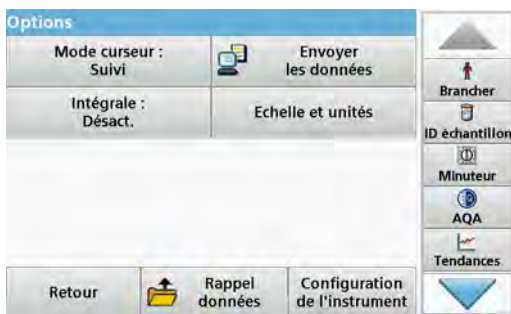 Options
Mode curseur :
Suivi
Envoyer
les données
Intégrale :
Désact.
Echelle et unités
Retour
Rappel
données
Configuration
de l'instrument
Brancher
ID èchantillon
Minuteur
AQA
Tendances